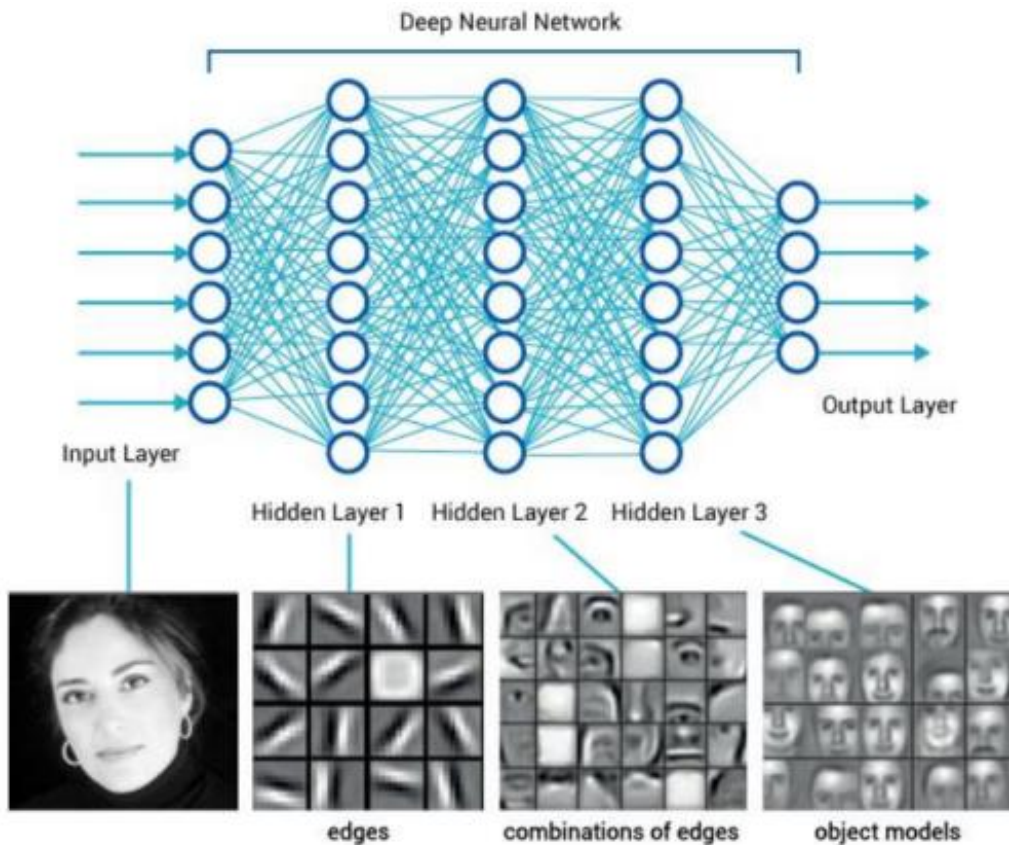 Deep Neural Network
Input Layer
Output Layer
Hidden Layer 1
Hidden Layer 2
Hidden Layer 3
edges
combinations of edges
object models